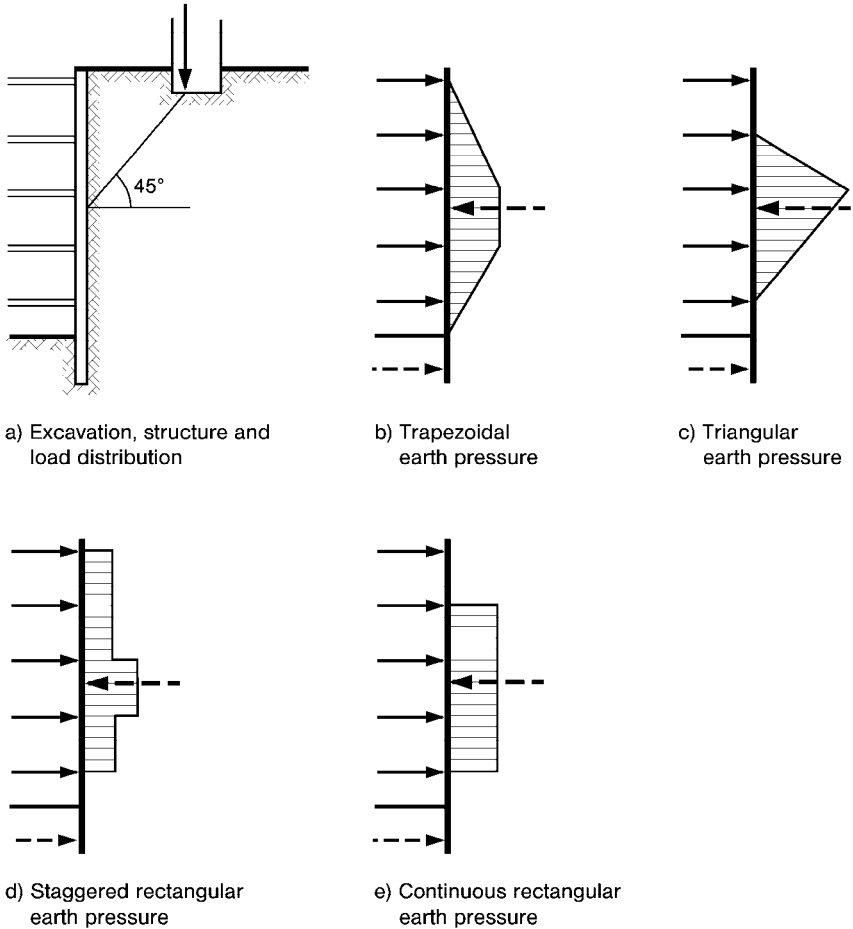 45°
a) Excavation, structure and
load distribution
b) Trapezoidal
earth pressure
c) Triangular
earth pressure
d) Staggered rectangular
earth pressure
e) Continuous rectangular
earth pressure